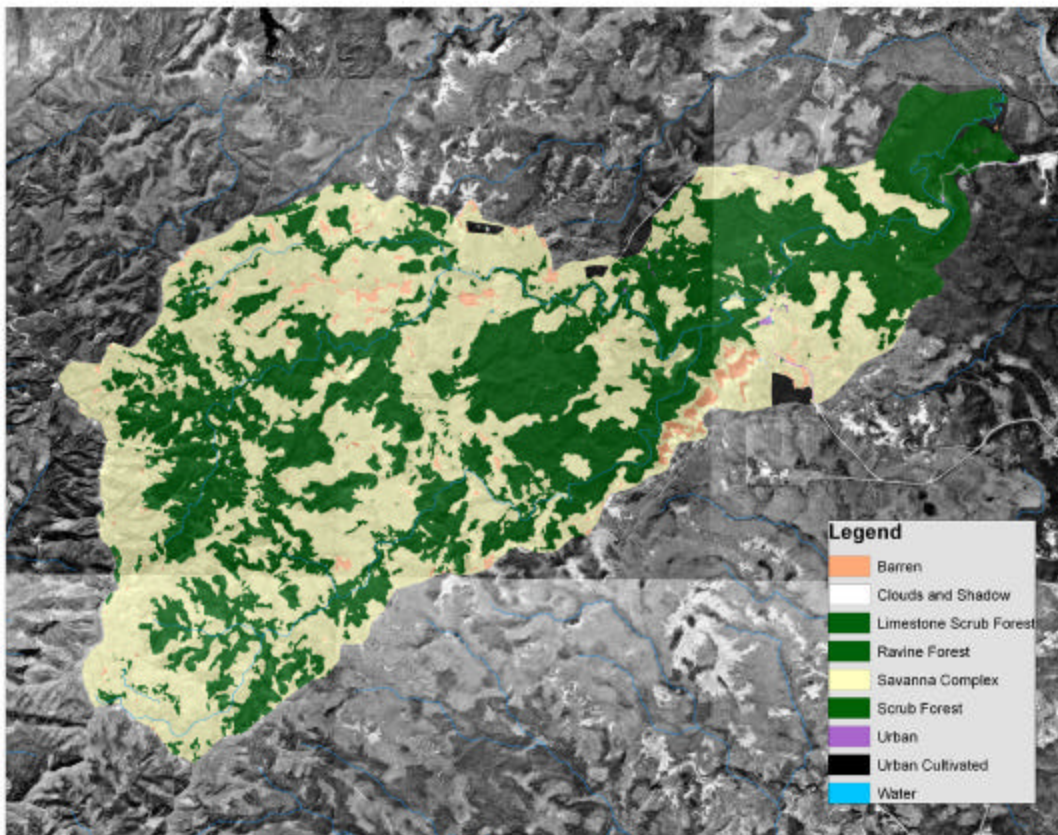 Legend
Barren
Clouds and Shadow
Limestone Scrub Forest
Ravine Forest
Savanna Complex
Scrub Forest
Urban
Urban Cultivated
Water